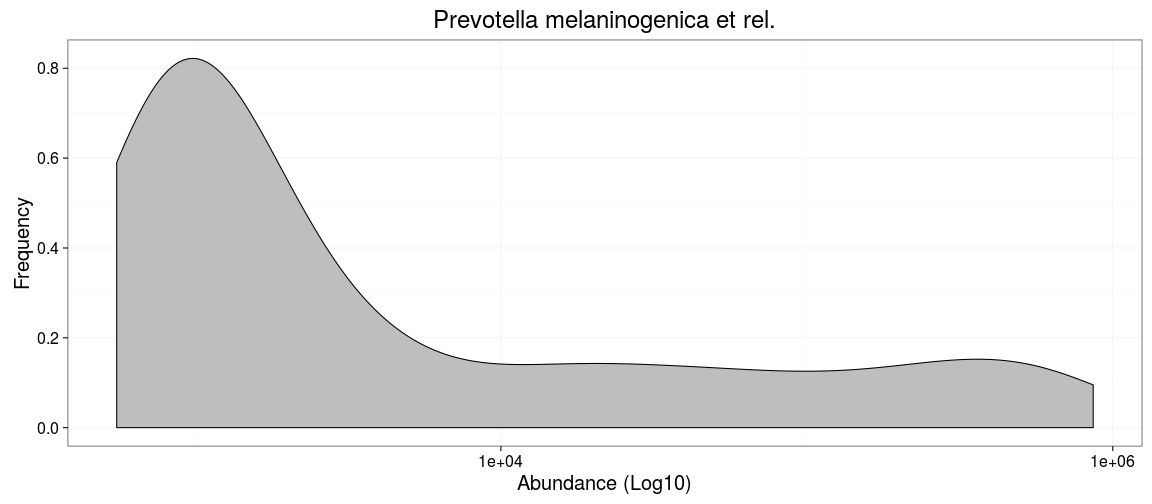 Prevotella melaninogenica et rel.
0.8
0.6
0.4
0.2
0.0
Frequency
1e+04
1e+06
Abundance (Log10)